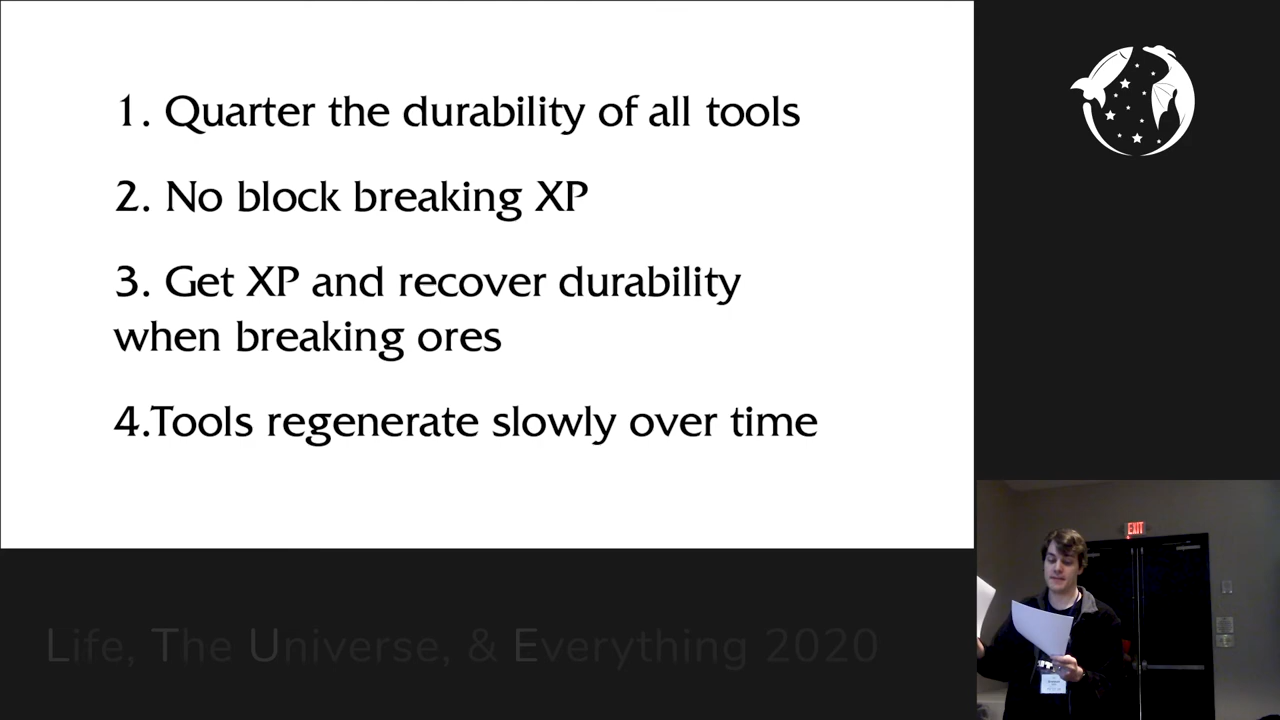 1. Quarter the durability of all tools
2. No block breaking XP
3. Get XP and recover durability
when breaking ores
4.Tools regenerate slowly over time
EXIT
Life, The Universe, & Everything 2020